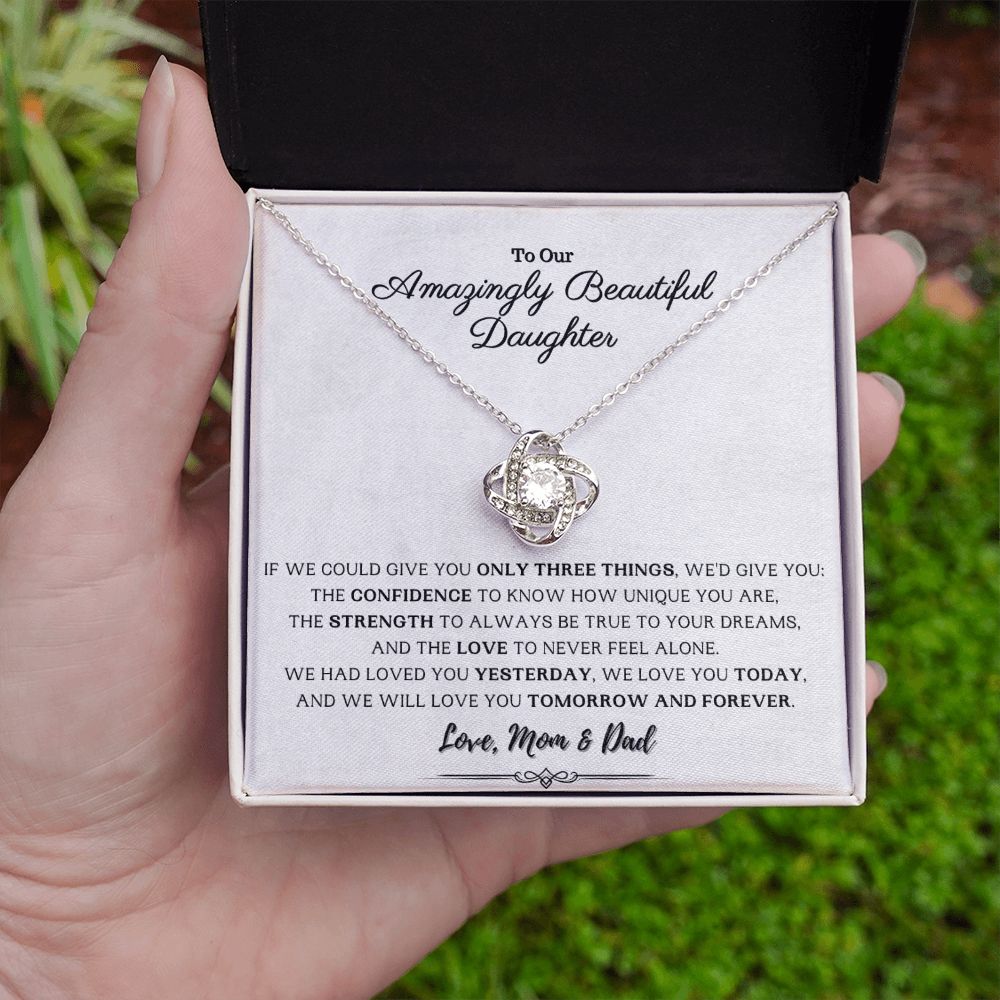 To Our
Amazingly Beautiful
Daughter
IF WE COULD GIVE YOU ONLY THREE THINGS, WE'D GIVE YOU:
THE CONFIDENCE TO KNOW HOW UNIQUE YOU ARE,
THE STRENGTH TO ALWAYS BE TRUE TO YOUR DREAMS,
AND THE LOVE TO NEVER FEEL ALONE.
WE HAD LOVED YOU YESTERDAY, WE LOVE YOU TODAY,
AND WE WILL LOVE YOU TOMORROW AND FOREVER.
Love, Mom & Dad